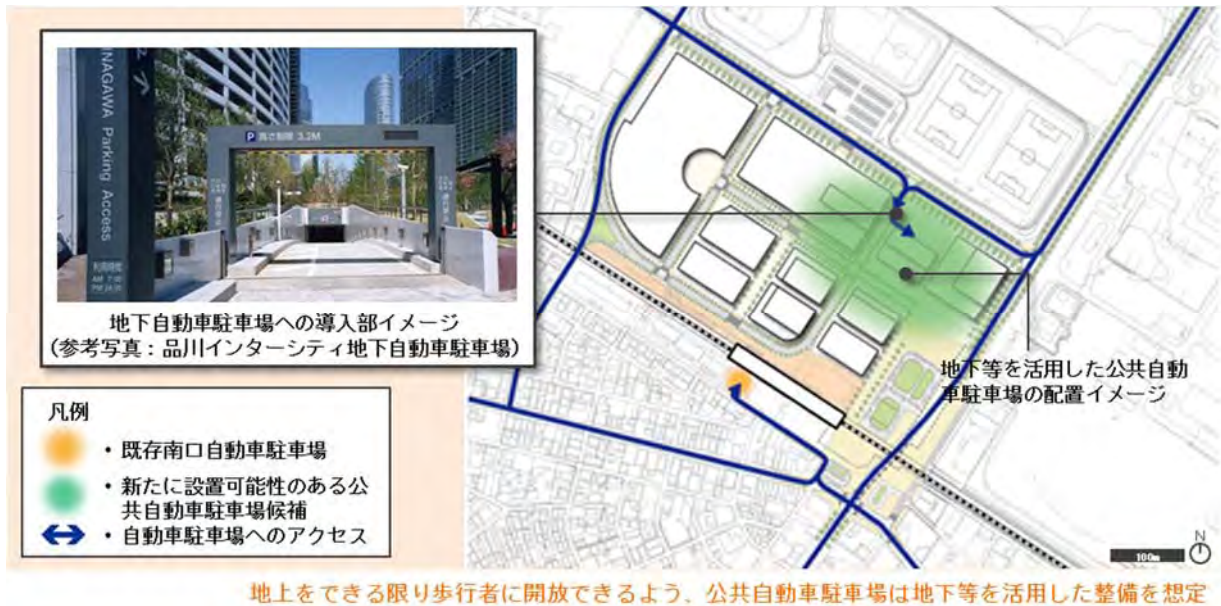 INAGAWA Parking Access
P 高さ制限 3.2M
利用時間
地下自動車駐車場への導入部イメージ
(参考写真：品川インターシティ地下自動車駐車場)
凡例
・既存南口自動車駐車場
・新たに設置可能性のある公
共自動車駐車場候補
・自動車駐車場へのアクセス
地下等を活用した公共自動
車駐車場の配置イメージ
N
100m
地上をできる限り歩行者に開放できるよう、公共自動車駐車場は地下等を活用した整備を想定